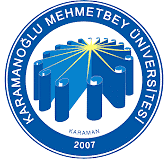 KARAMANOĞLU MEHMETBEY ÜNİVERSİTESİ
KARAMAN
2007